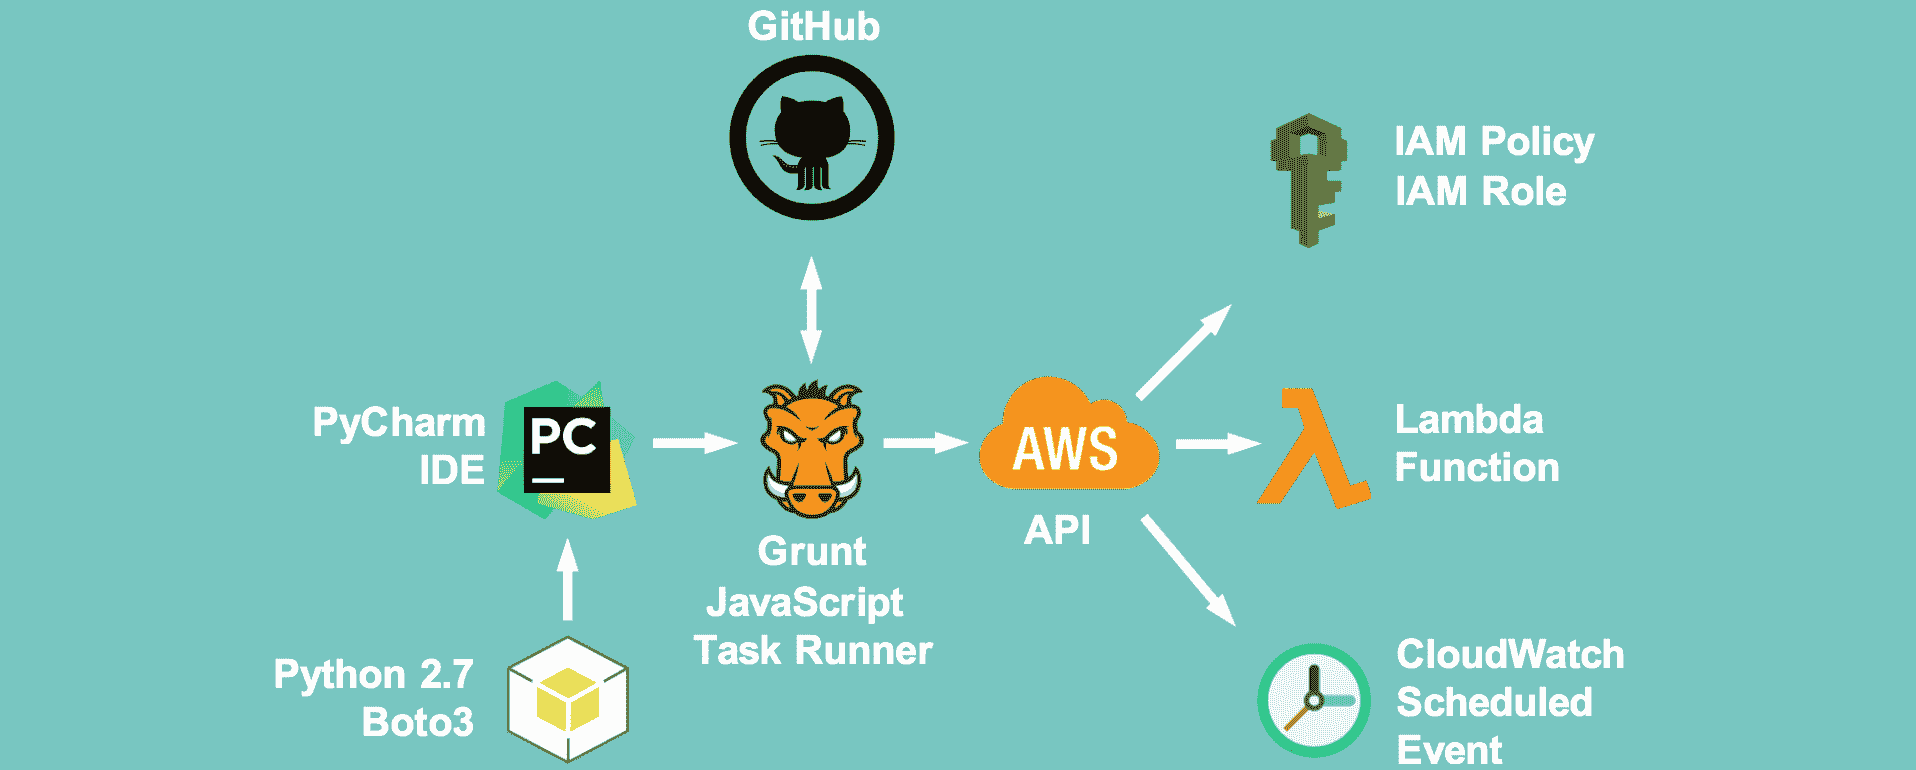 GitHub
IAM Policy
IAM Role
PyCharm
IDE
PC
AWS
API
Lambda
Function
Grunt
JavaScript
Task Runner
Python 2.7
Boto3
CloudWatch
Scheduled
Event